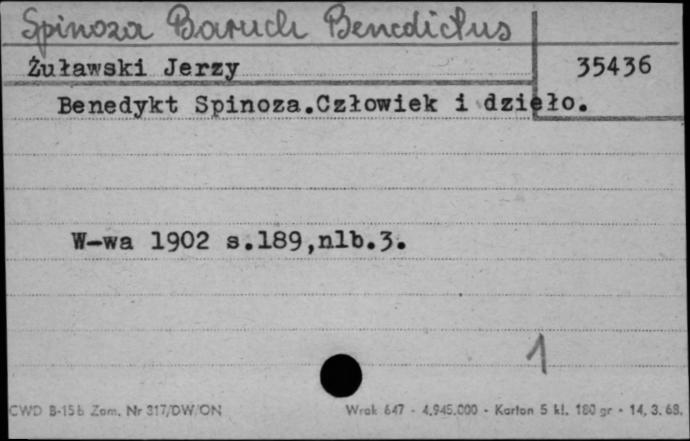 Spinoza Baruch Benedictus
Żuławski Jerzy
35436
Benedykt Spinoza.Człowiek i dzieło.
W-wa 1902 s.189,nlb.3.
1
CWD B-15b Zam. Nr 317/DW/ON
Wrak 647 - 4.945.000 - Karton 5 kl. 180 gr - 14.3.68.